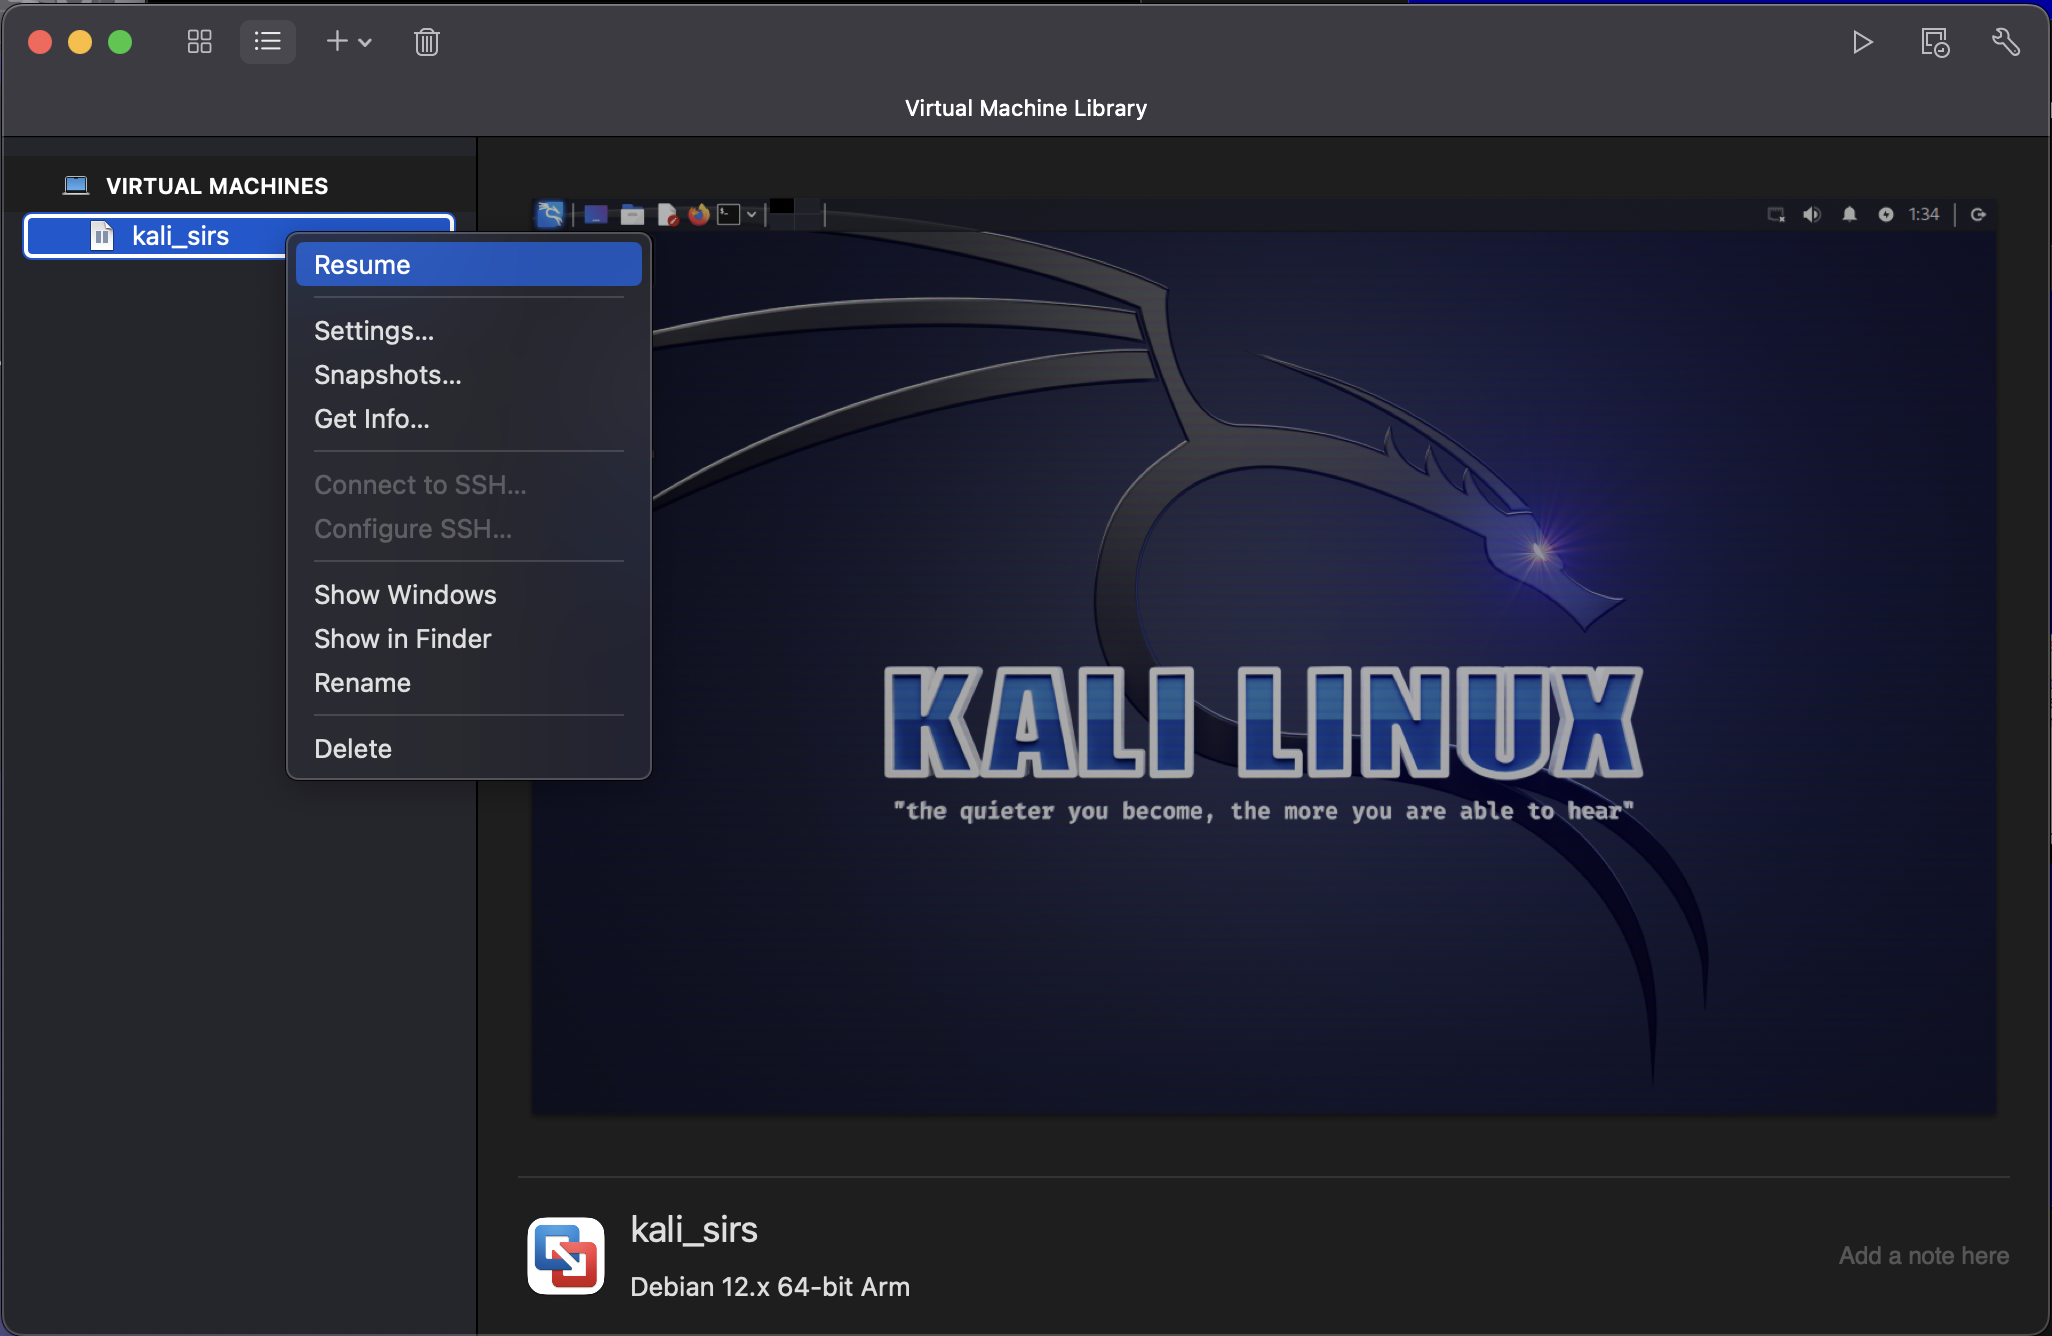 Virtual Machine Library
VIRTUAL MACHINES
kali_sirs
Resume
Settings...
Snapshots...
Get Info...
Connect to SSH...
Configure SSH...
Show Windows
Show in Finder
Rename
Delete
1:34
KALI LINUX
"the quieter you become, the more you are able to hear"
kali_sirs
Debian 12.x 64-bit Arm
Add a note here